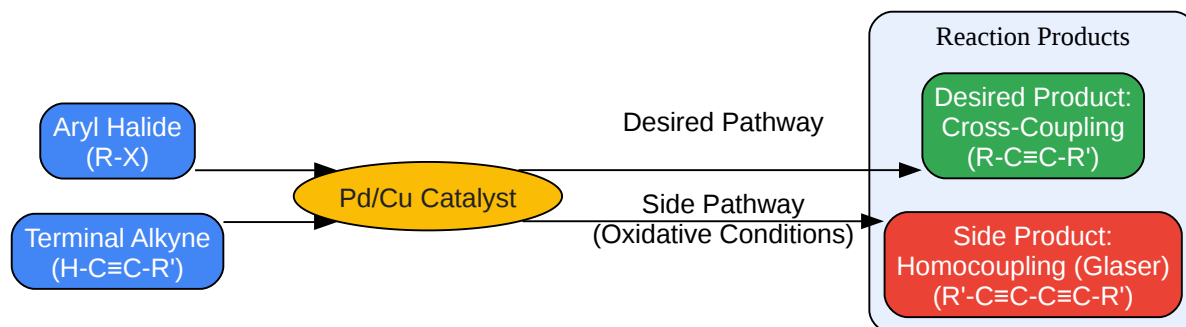 Reaction Products
Aryl Halide
(R-X)
Terminal Alkyne
(H-C≡C-R')
Pd/Cu Catalyst
Desired Pathway
Side Pathway
(Oxidative Conditions)
Desired Product:
Cross-Coupling
(R-C≡C-R')
Side Product:
Homocoupling (Glaser)
(R'-C≡C-C≡C-R')